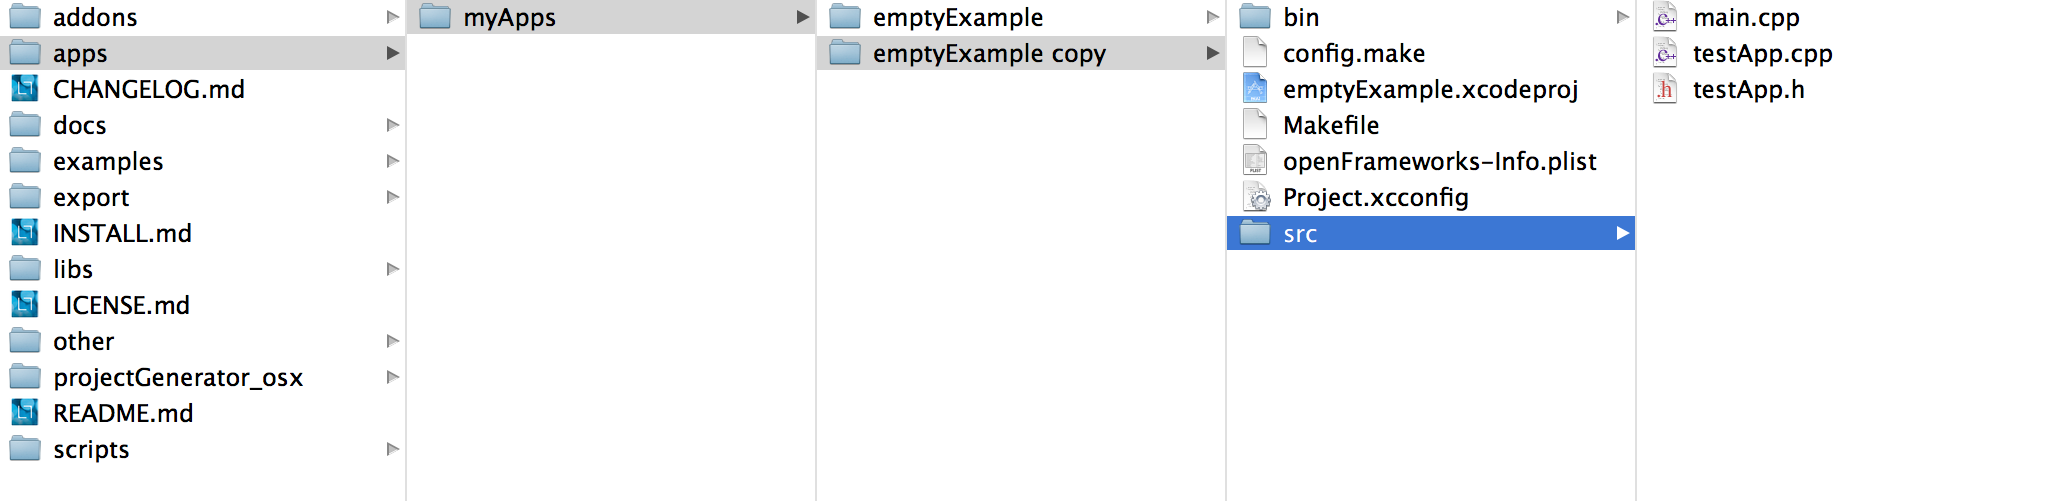 addons
apps
CHANGELOG.md
docs
examples
export
INSTALL.md
libs
LICENSE.md
other
projectGenerator_osx
README.md
scripts
myApps
emptyExample
emptyExample copy
bin
config.make
emptyExample.xcodeproj
Makefile
openFrameworks-Info.plist
Project.xcconfig
src
main.cpp
testApp.cpp
testApp.h